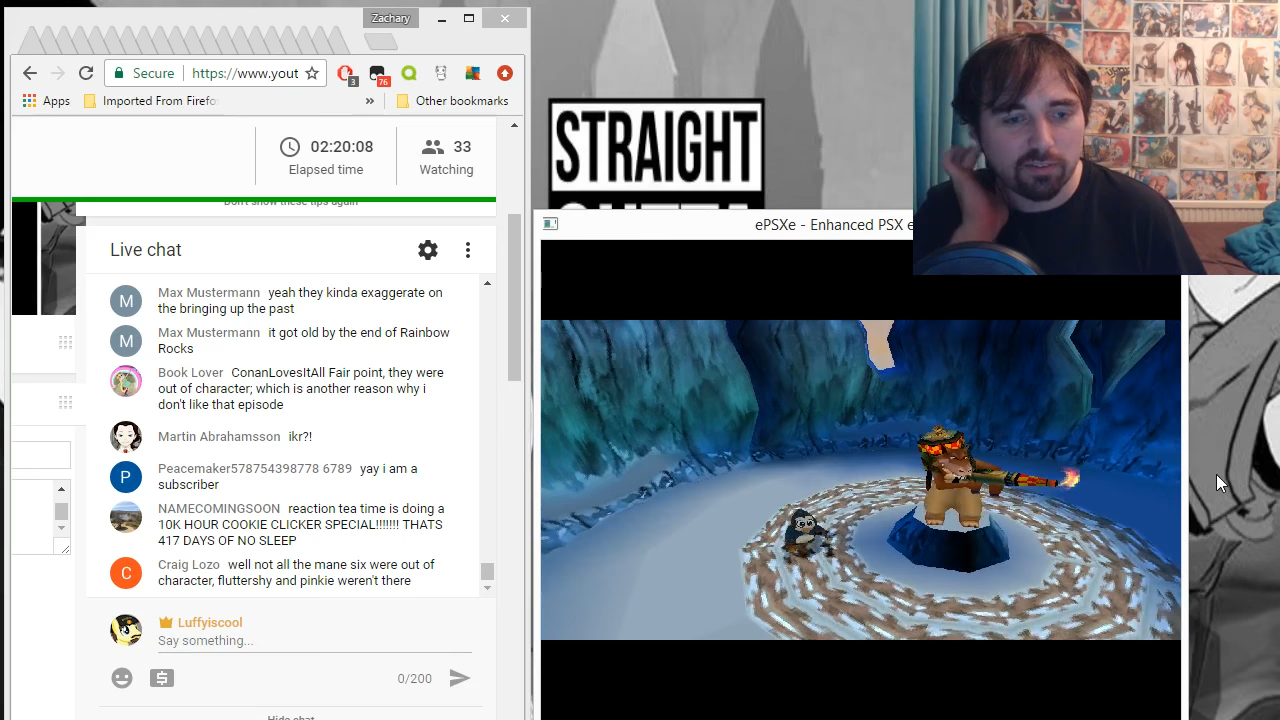 Zachary
Secure https://www.yout
3
76
Apps Imported From Firefo » Other bookmarks
02:20:08 33
Elapsed time Watching
Don't show these tips again
Live chat
M Max Mustermann yeah they kinda exaggerate on
the bringing up the past
M Max Mustermann it got old by the end of Rainbow
Rocks
Book Lover ConanLovesItAll Fair point, they were
out of character; which is another reason why i
don't like that episode
Martin Abrahamsson ikr?!
P Peacemaker578754398778 6789 yay i am a
subscriber
NAMECOMINGSOON reaction tea time is doing a
10K HOUR COOKIE CLICKER SPECIAL!!!!!!! THATS
417 DAYS OF NO SLEEP
C Craig Lozo well not all the mane six were out of
character, fluttershy and pinkie weren't there
Luffyiscool
Say something...
0/200
Hide chat
STRAIGHT
ePSXe - Enhanced PSX e